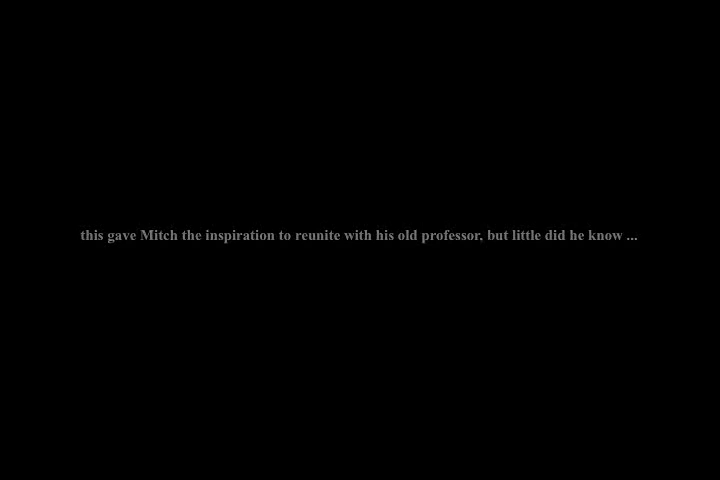 this gave Mitch the inspiration to reunite with his old professor, but little did he know ...